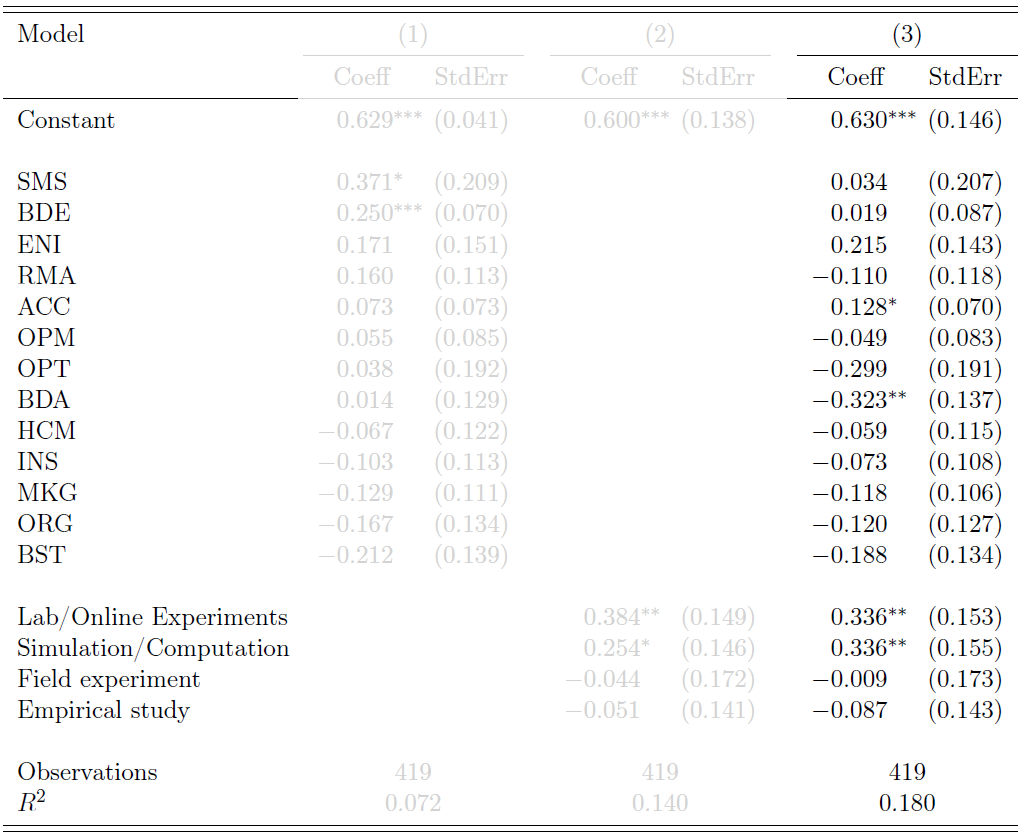 Model (1) (2) (3)
Coeff StdErr Coeff StdErr Coeff StdErr
Constant 0.629*** (0.041) 0.600*** (0.138) 0.630*** (0.146)
SMS 0.371* (0.209) 0.034 (0.207)
BDE 0.250*** (0.070) 0.019 (0.087)
ENI 0.171 (0.151) 0.215 (0.143)
RMA 0.160 (0.113) −0.110 (0.118)
ACC 0.073 (0.073) 0.128* (0.070)
OPM 0.055 (0.085) −0.049 (0.083)
OPT 0.038 (0.192) −0.299 (0.191)
BDA 0.014 (0.129) −0.323** (0.137)
HCM −0.067 (0.122) −0.059 (0.115)
INS −0.103 (0.113) −0.073 (0.108)
MKG −0.129 (0.111) −0.118 (0.106)
ORG −0.167 (0.134) −0.120 (0.127)
BST −0.212 (0.139) −0.188 (0.134)
Lab/Online Experiments 0.384** (0.149) 0.336** (0.153)
Simulation/Computation 0.254* (0.146) 0.336** (0.155)
Field experiment −0.044 (0.172) −0.009 (0.173)
Empirical study −0.051 (0.141) −0.087 (0.143)
Observations 419 419 419
R² 0.072 0.140 0.180